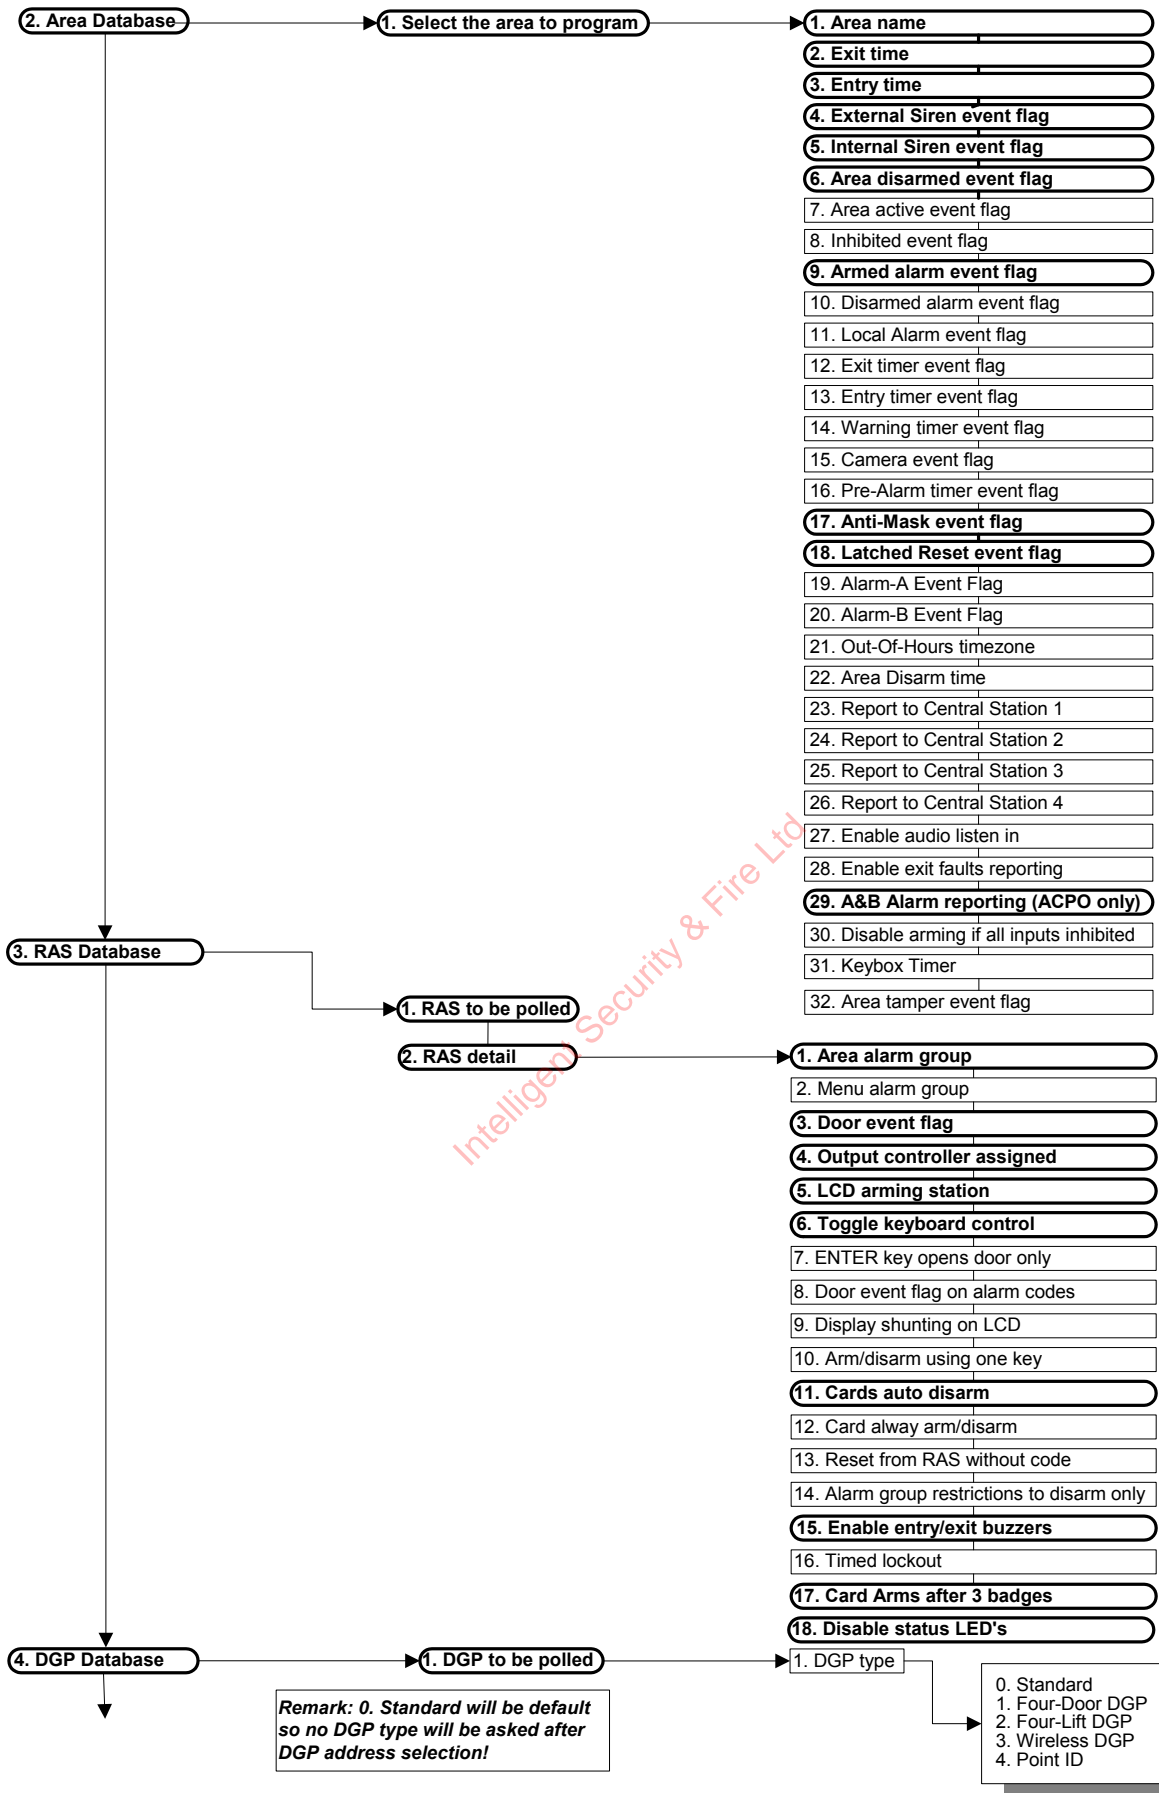 2. Area Database
1. Select the area to program
1. Area name
2. Exit time
3. Entry time
4. External Siren event flag
5. Internal Siren event flag
6. Area disarmed event flag
7. Area active event flag
8. Inhibited event flag
9. Armed alarm event flag
10. Disarmed alarm event flag
11. Local Alarm event flag
12. Exit timer event flag
13. Entry timer event flag
14. Warning timer event flag
15. Camera event flag
16. Pre-Alarm timer event flag
17. Anti-Mask event flag
18. Latched Reset event flag
19. Alarm-A Event Flag
20. Alarm-B Event Flag
21. Out-Of-Hours timezone
22. Area Disarm time
23. Report to Central Station 1
24. Report to Central Station 2
25. Report to Central Station 3
26. Report to Central Station 4
27. Enable audio listen in
28. Enable exit faults reporting
29. A&B Alarm reporting (ACPO only)
30. Disable arming if all inputs inhibited
31. Keybox Timer
32. Area tamper event flag
3. RAS Database
1. RAS to be polled
2. RAS detail
1. Area alarm group
2. Menu alarm group
3. Door event flag
4. Output controller assigned
5. LCD arming station
6. Toggle keyboard control
7. ENTER key opens door only
8. Door event flag on alarm codes
9. Display shunting on LCD
10. Arm/disarm using one key
11. Cards auto disarm
12. Card alway arm/disarm
13. Reset from RAS without code
14. Alarm group restrictions to disarm only
15. Enable entry/exit buzzers
16. Timed lockout
17. Card Arms after 3 badges
18. Disable status LED's
4. DGP Database
1. DGP to be polled
1. DGP type
0. Standard
1. Four-Door DGP
2. Four-Lift DGP
3. Wireless DGP
4. Point ID
Remark: 0. Standard will be default
so no DGP type will be asked after
DGP address selection!
Intelligent Security & Fire Ltd